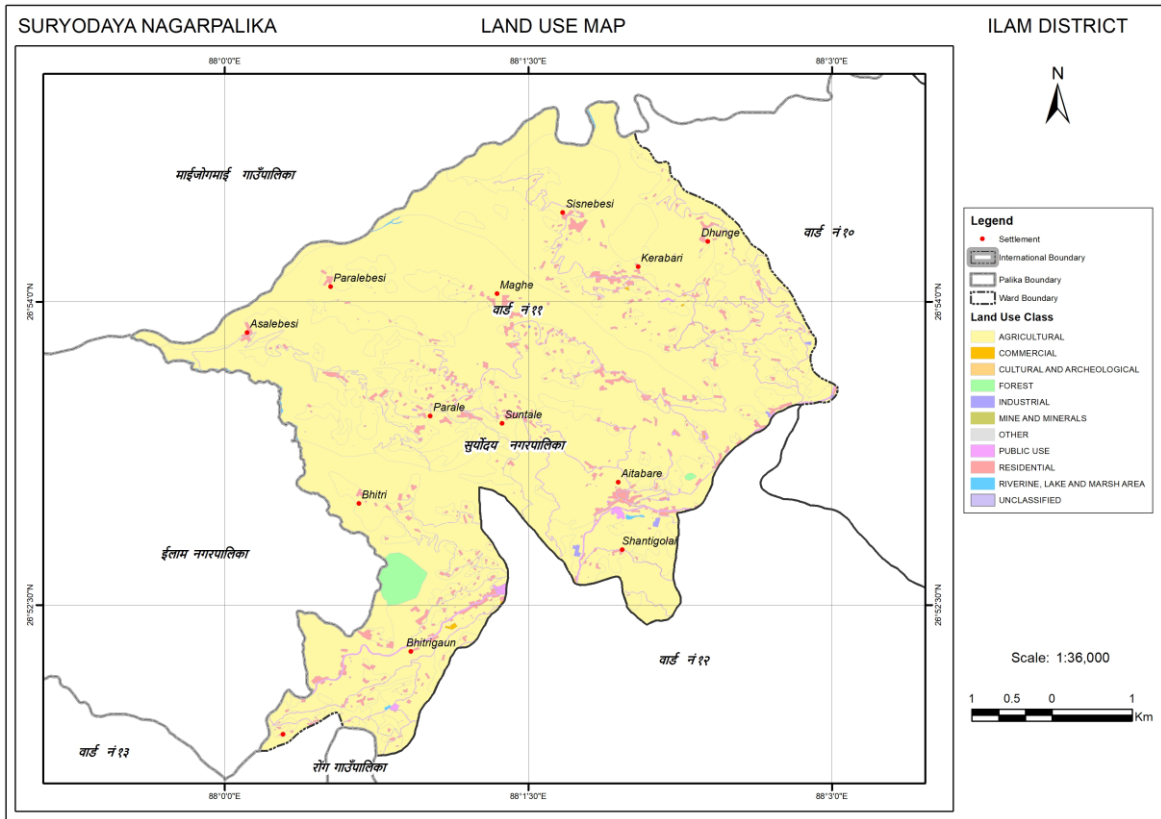 SURYODAYA NAGARPALIKA
LAND USE MAP
ILAM DISTRICT
88°0'0"E
88°1'30"E
88°3'0"E
N
माईजोगमाई गाउँपालिका
Sisnebesi
वार्ड नं १०
Dhunge
Kerabari
Paralebesi
Maghe
26°54'0"N
वार्ड नं ११
26°54'0"N
Asalebesi
Parale
Suntale
सुर्योदय नगरपालिका
Aitabare
Bhitri
ईलाम नगरपालिका
Shantigolai
26°52'30"N
26°52'30"N
Bhitrigaun
वार्ड नं १२
वार्ड नं १३
रोंग गाउँपालिका
88°0'0"E
88°1'30"E
88°3'0"E
Legend
Settlement
International Boundary
Palika Boundary
Ward Boundary
Land Use Class
AGRICULTURAL
COMMERCIAL
CULTURAL AND ARCHEOLOGICAL
FOREST
INDUSTRIAL
MINE AND MINERALS
OTHER
PUBLIC USE
RESIDENTIAL
RIVERINE, LAKE AND MARSH AREA
UNCLASSIFIED
Scale: 1:36,000
1 0.5 0 1
Km